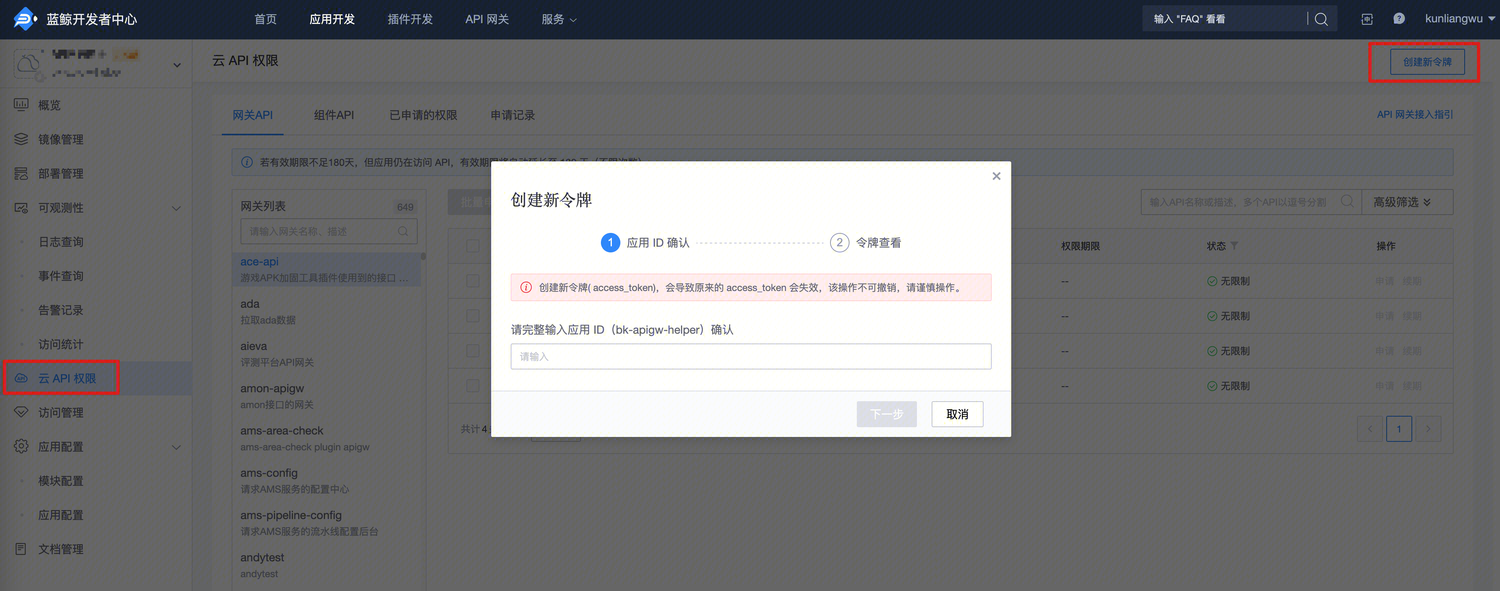 蓝鲸开发者中心
首页
应用开发
插件开发
API 网关
服务
输入 "FAQ" 看看
kunliangwu
云 API 权限
创建新令牌
概览
镜像管理
部署管理
可观测性
日志查询
事件查询
告警记录
访问统计
云 API 权限
访问管理
应用配置
模块配置
应用配置
文档管理
网关API
组件API
已申请的权限
申请记录
API 网关接入指引
若有效期限不足180天，但应用仍在访问 API，有效期
网关列表
649
请输入网关名称、描述
ace-api
游戏APK加固工具插件使用到的接口 ...
ada
拉取ada数据
aieva
评测平台API网关
amon-apigw
amon接口的网关
ams-area-check
ams-area-check plugin apigw
ams-config
请求AMS服务的配置中心
ams-pipeline-config
请求AMS服务的流水线配置后台
andytest
andytest
批量
输入API名称或描述，多个API以逗号分割
高级筛选
权限期限
状态
操作
--
无限制
申请 续期
--
无限制
申请 续期
--
无限制
申请 续期
--
无限制
申请 续期
共计 4
1
创建新令牌
1 应用 ID 确认
2 令牌查看
创建新令牌( access_token)，会导致原来的 access_token 会失效，该操作不可撤销，请谨慎操作。
请完整输入应用 ID（bk-apigw-helper）确认
请输入
下一步
取消